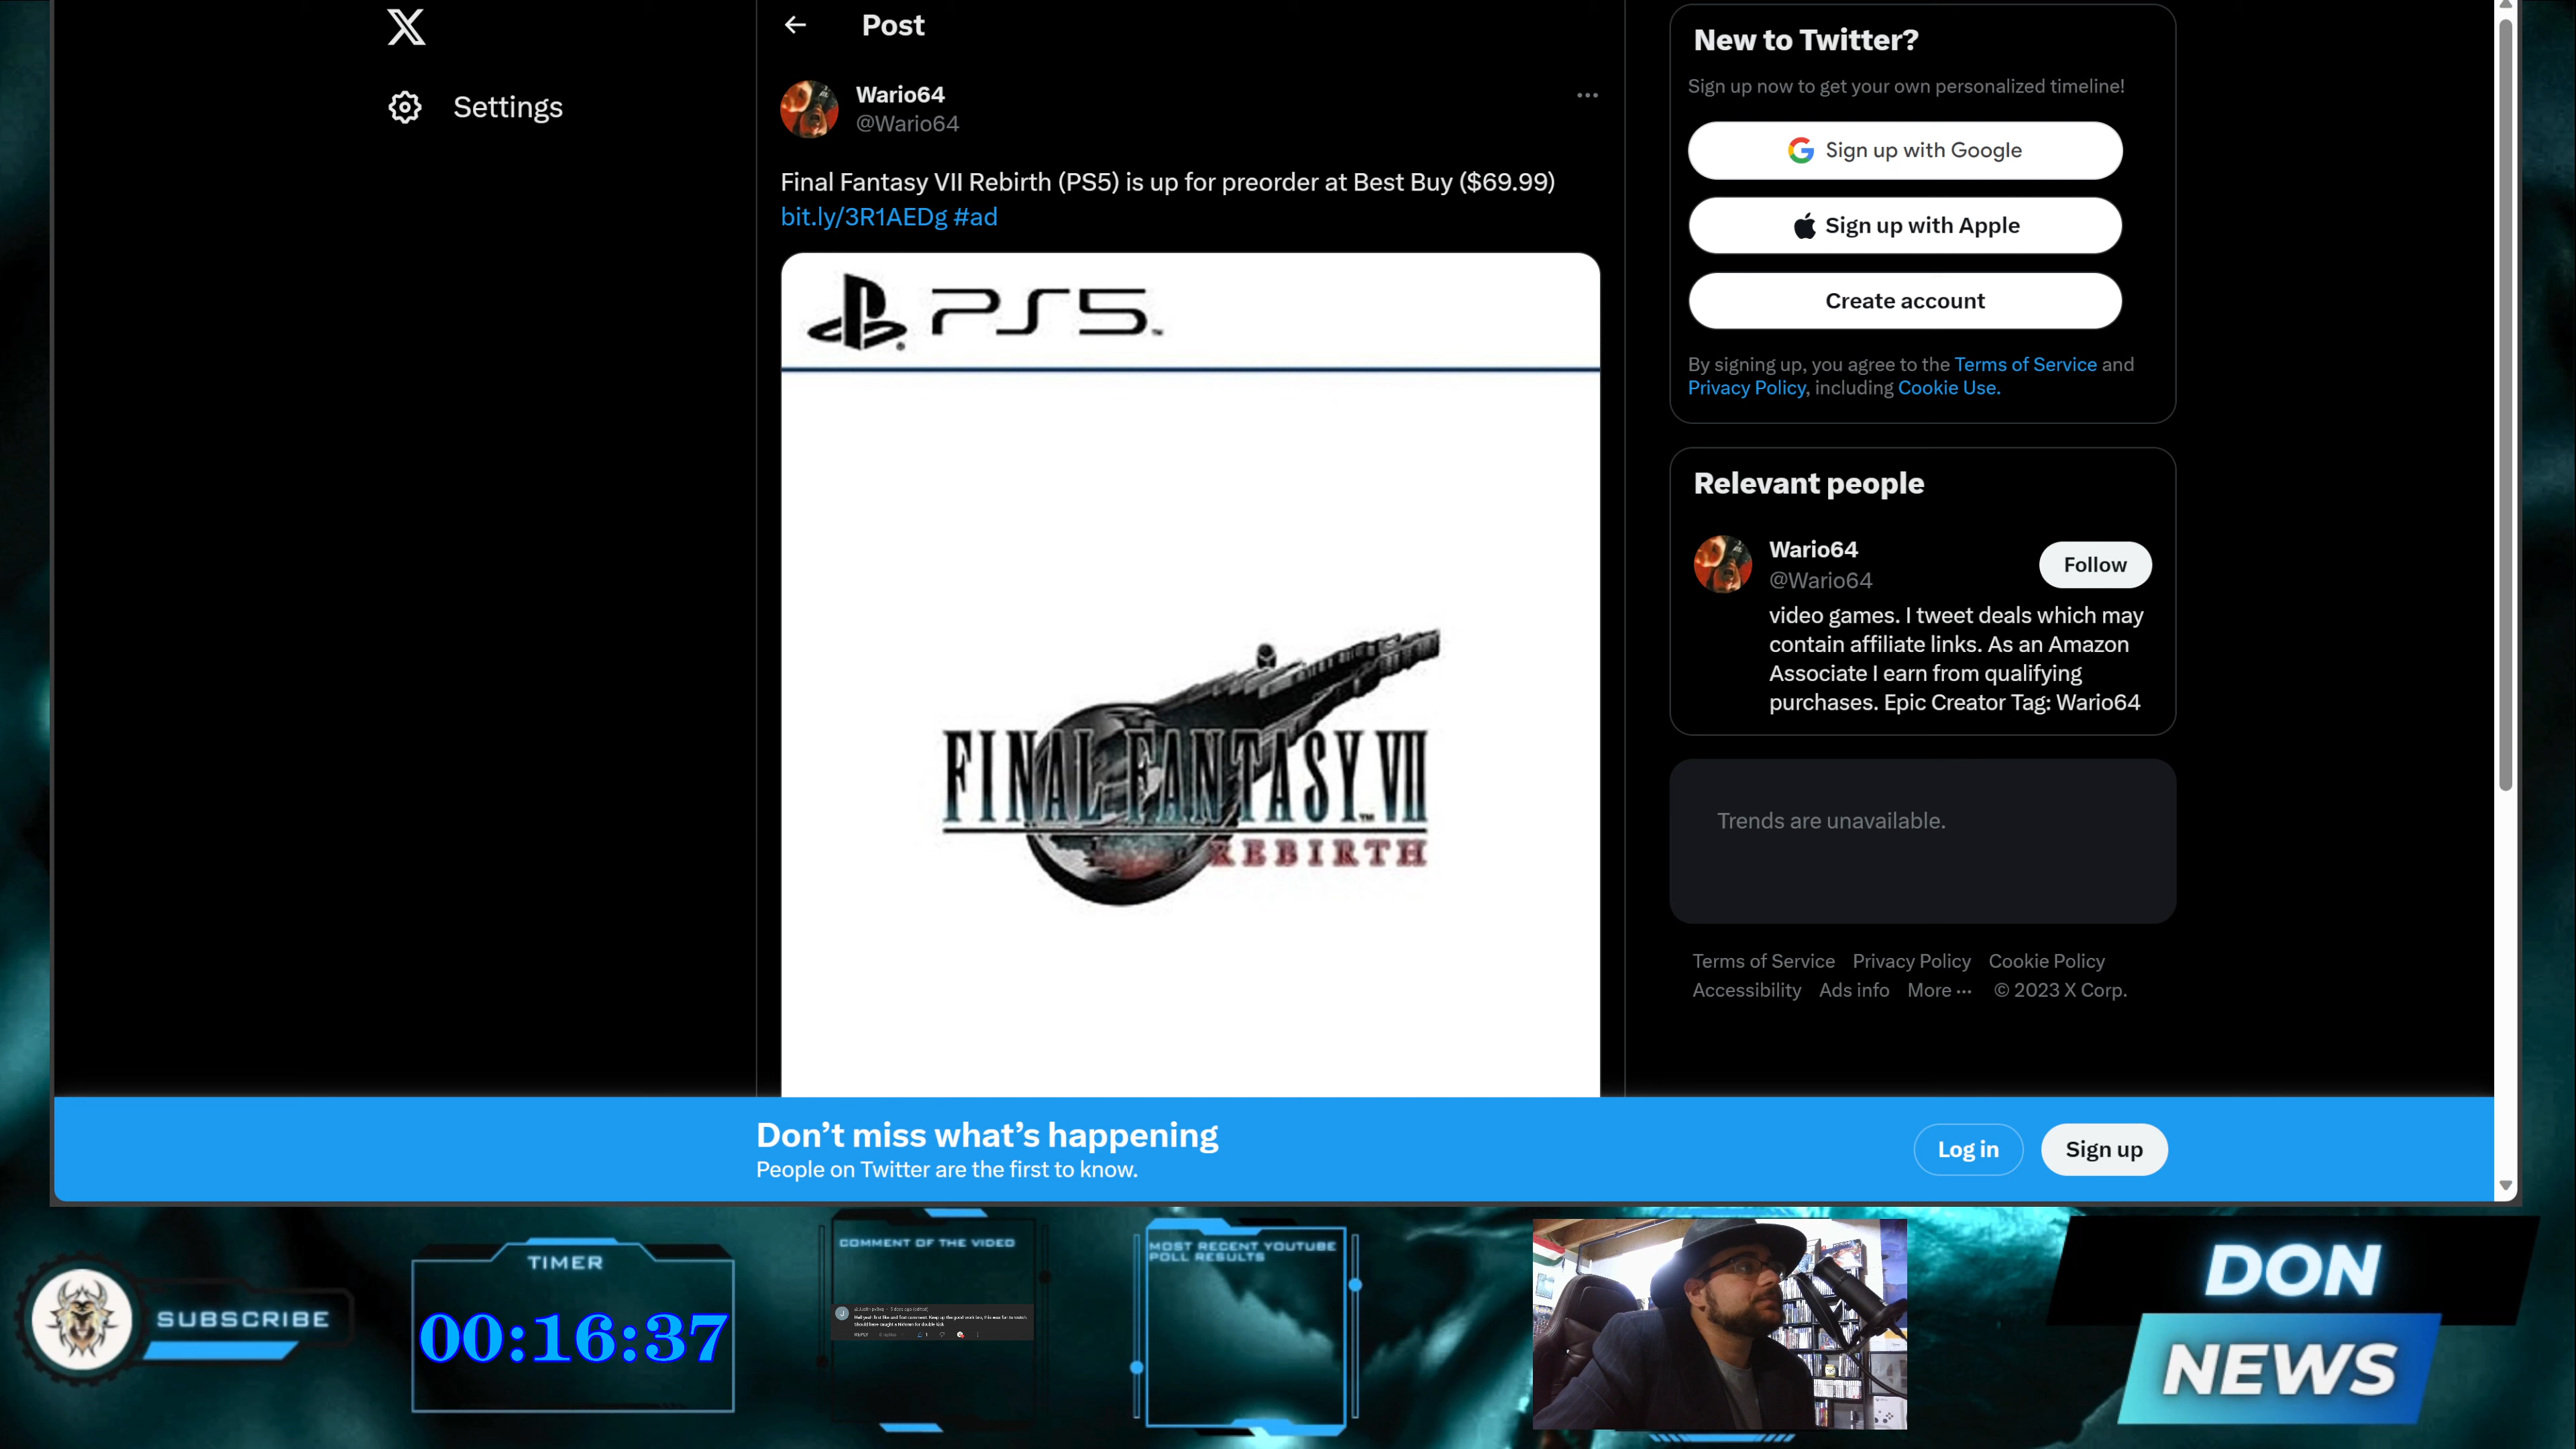 X
Settings
Post
Wario64
@Wario64
Final Fantasy VII Rebirth (PS5) is up for preorder at Best Buy ($69.99)
bit.ly/3R1AEDg #ad
PS5
FINAL FANTASY VII
REBIRTH
New to Twitter?
Sign up now to get your own personalized timeline!
Sign up with Google
Sign up with Apple
Create account
By signing up, you agree to the Terms of Service and
Privacy Policy, including Cookie Use.
Relevant people
Wario64
@Wario64
Follow
video games. I tweet deals which may
contain affiliate links. As an Amazon
Associate I earn from qualifying
purchases. Epic Creator Tag: Wario64
Trends are unavailable.
Terms of Service Privacy Policy Cookie Policy
Accessibility Ads info More ··· © 2023 X Corp.
Don’t miss what’s happening
People on Twitter are the first to know.
Log in
Sign up
SUBSCRIBE
TIMER
00:16:37
COMMENT OF THE VIDEO
MOST RECENT YOUTUBE
POLL RESULTS
DON
NEWS